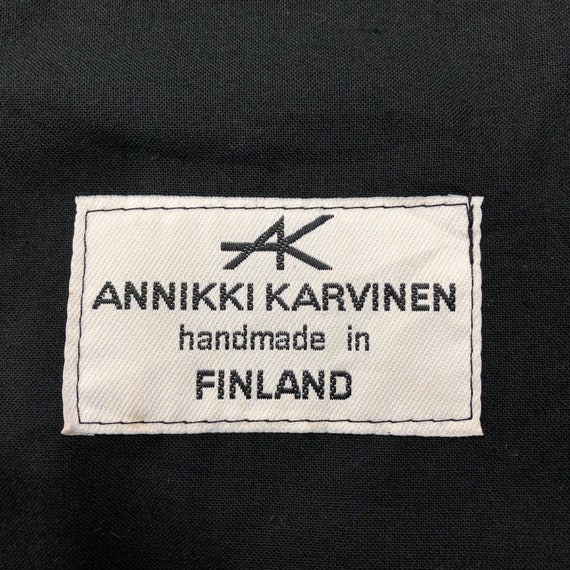 AK
ANNIKKI KARVINEN
handmade in
FINLAND